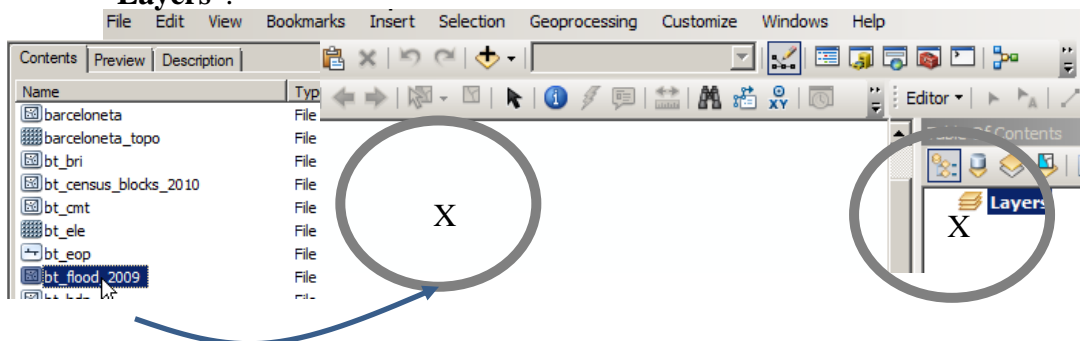 Layers".
File Edit View Bookmarks Insert Selection Geoprocessing Customize Windows Help
Contents Preview Description
Editor
XY
Name Typ
Table Of Contents
barceloneta File
barceloneta_topo File
bt_bri File
bt_census_blocks_2010 File
Layers
bt_cmt File
X
X
bt_ele File
bt_eop File
bt_flood_2009 File